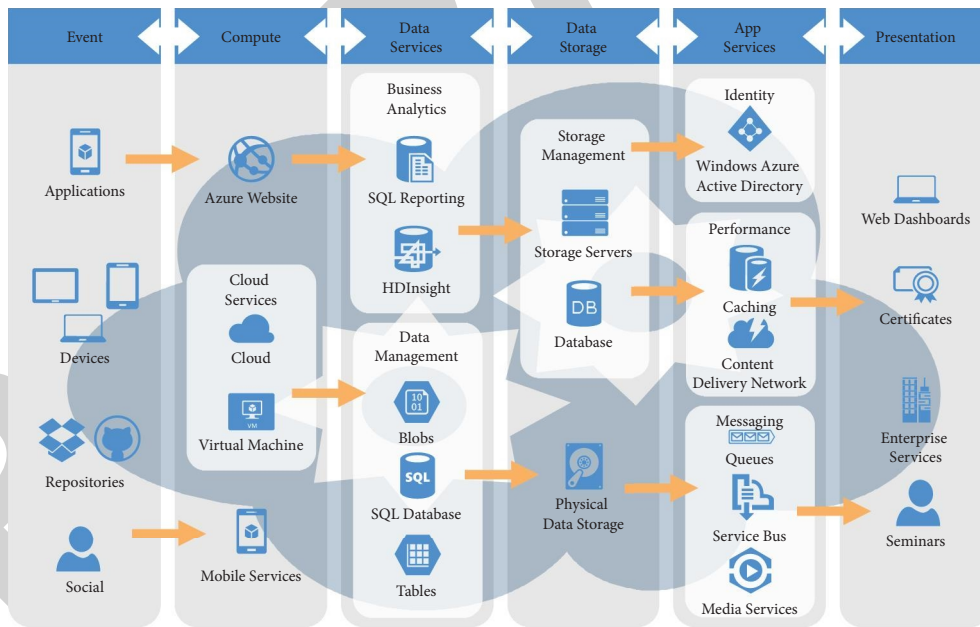 Event
Compute
Data
Services
Data
Storage
App
Services
Presentation
Applications
Devices
Repositories
Social
Azure Website
Cloud
Services
Cloud
VM
Virtual Machine
Mobile Services
Business
Analytics
SQL Reporting
HDInsight
Data
Management
10
01
Blobs
SQL
SQL Database
Tables
Storage
Management
Storage Servers
DB
Database
Physical
Data Storage
Identity
Windows Azure
Active Directory
Performance
Caching
Content
Delivery Network
Messaging
Queues
Service Bus
Media Services
Web Dashboards
Certificates
Enterprise
Services
Seminars